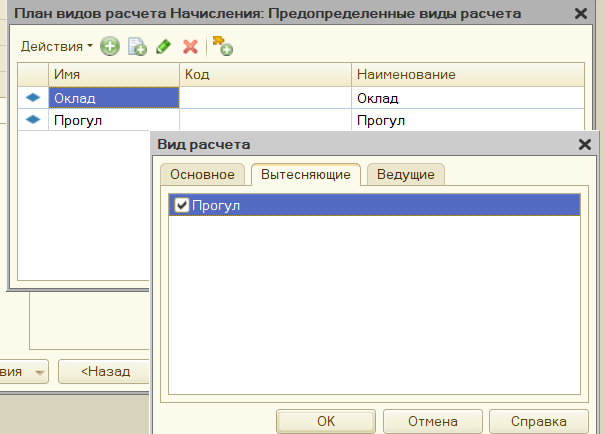 План видов расчета Начисления: Предопределенные виды расчета
Действия
Имя Код Наименование
Оклад Оклад
Прогул Прогул
Вид расчета
Основное Вытесняющие Ведущие
Прогул
вия <Назад
OK Отмена Справка